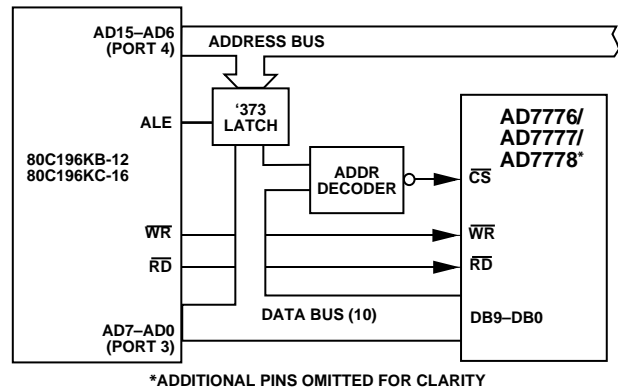 AD15–AD6
(PORT 4)
ADDRESS BUS
'373
LATCH
ALE
80C196KB-12
80C196KC-16
ADDR
DECODER
AD7776/
AD7777/
AD7778*
CS
WR
WR
RD
RD
DATA BUS (10)
DB9–DB0
AD7–AD0
(PORT 3)
*ADDITIONAL PINS OMITTED FOR CLARITY